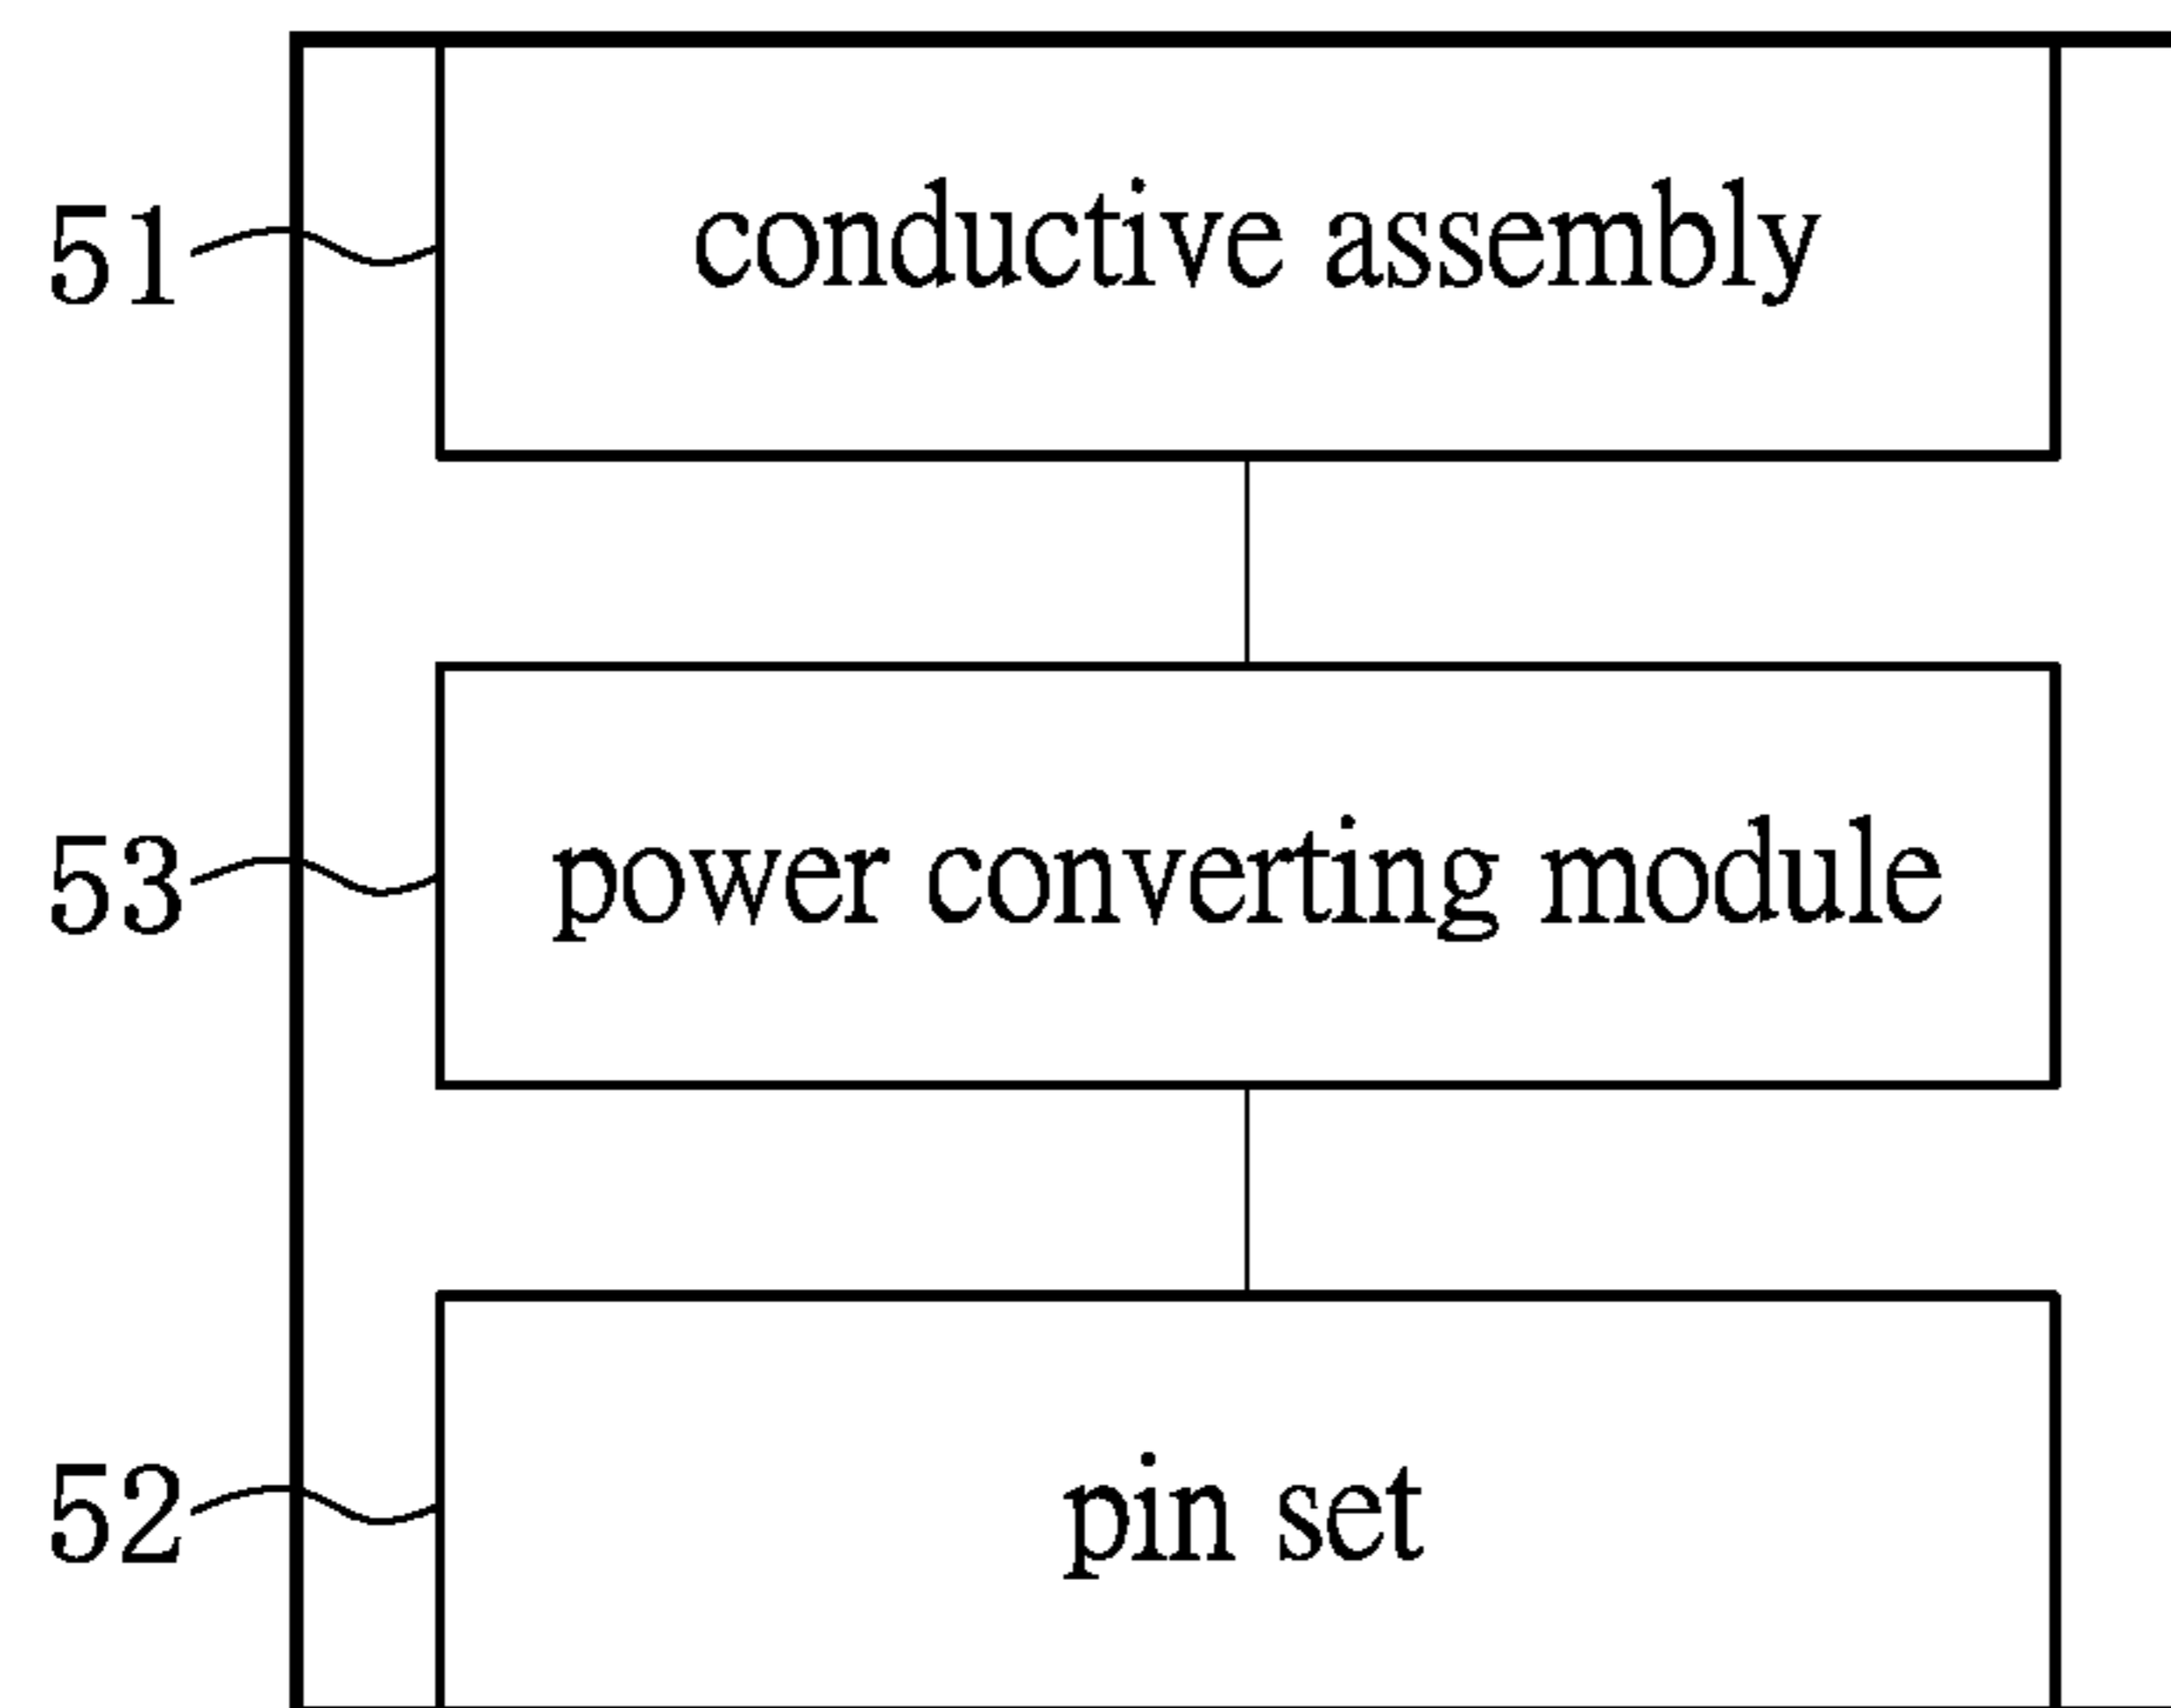 51 conductive assembly
53 power converting module
52 pin set